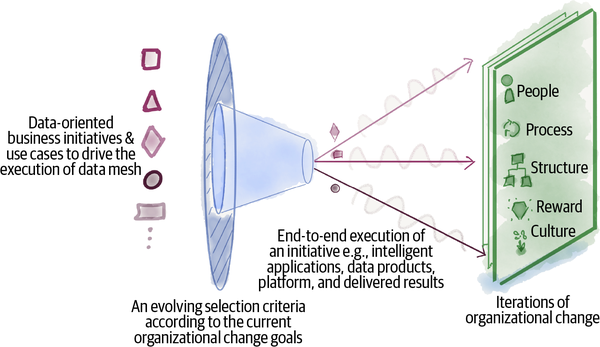 Data-oriented
business initiatives &
use cases to drive the
execution of data mesh
An evolving selection criteria
according to the current
organizational change goals
End-to-end execution of
an initiative e.g., intelligent
applications, data products,
platform, and delivered results
People
Process
Structure
Reward
Culture
Iterations of
organizational change